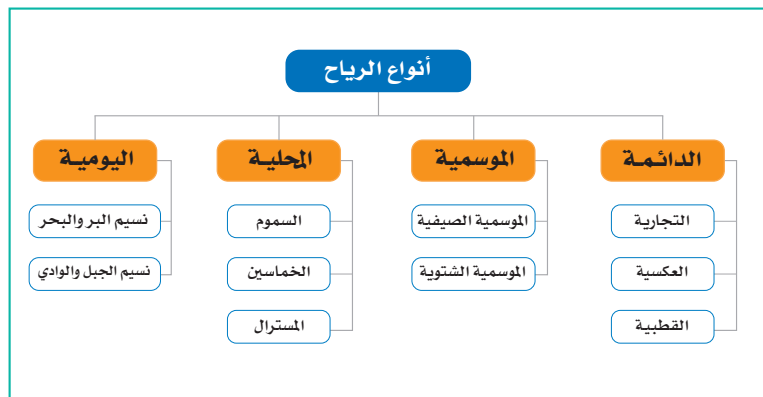 أنواع الرياح
الدائمة
التجارية
العكسية
القطبية
الموسمية
الموسمية الصيفية
الموسمية الشتوية
المحلية
السموم
الخماسين
المسترال
اليومية
نسيم البر والبحر
نسيم الجبل والوادي